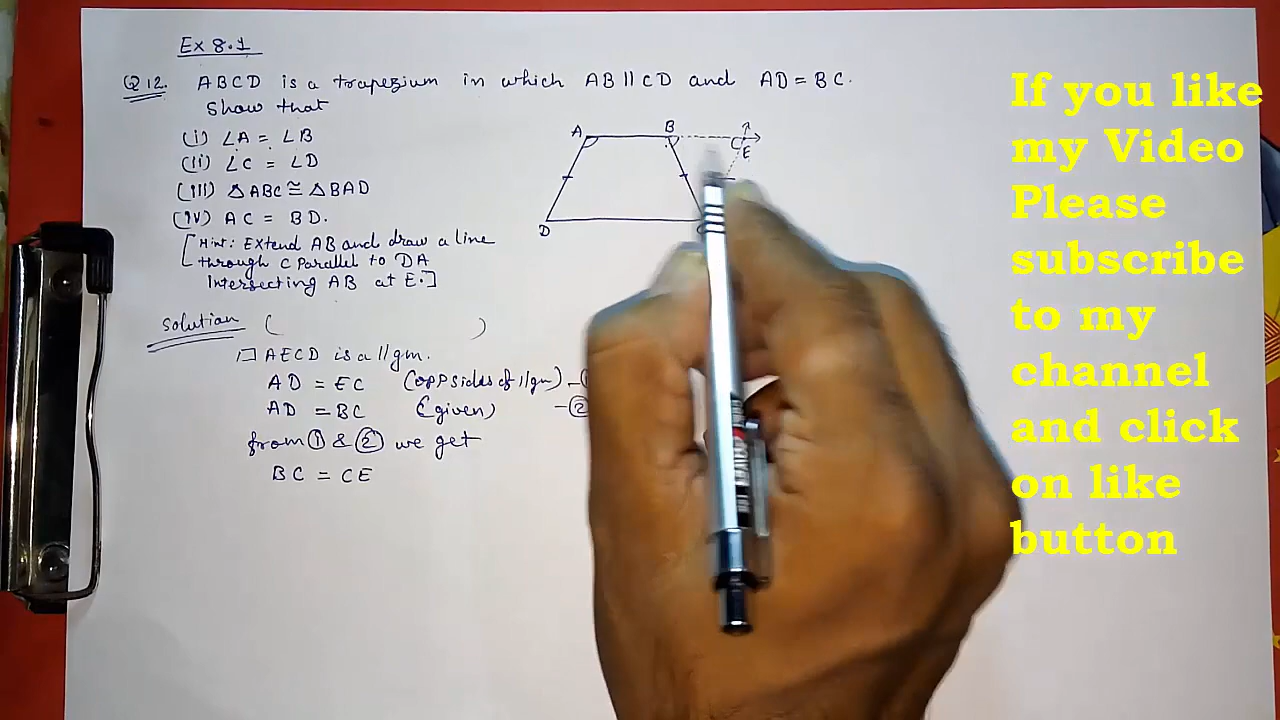 Ex 8.1
Q12. ABCD is a trapezium in which AB||CD and AD = BC.
Show that
(i) ∠A = ∠B
(ii) ∠C = ∠D
(iii) △ABC ≅ △BAD
(iv) AC = BD.
[Hint: Extend AB and draw a line
through C parallel to DA
Intersecting AB at E.]
A B E
D
Solution ( )
▱ AECD is a ||gm.
AD = EC (opp sides of ||gm) –
AD = BC (given) – ②
from ① & ② we get
BC = CE
If you like
my Video
Please
subscribe
to my
channel
and click
on like
button